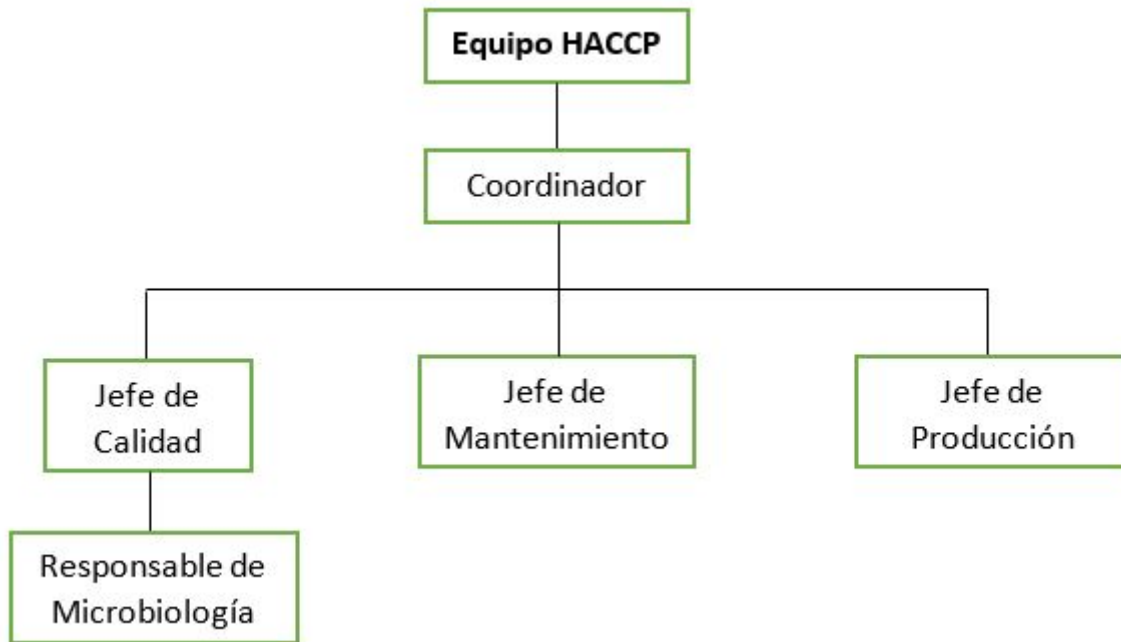 Equipo HACCP
Coordinador
Jefe de
Calidad
Jefe de
Mantenimiento
Jefe de
Producción
Responsable de
Microbiología